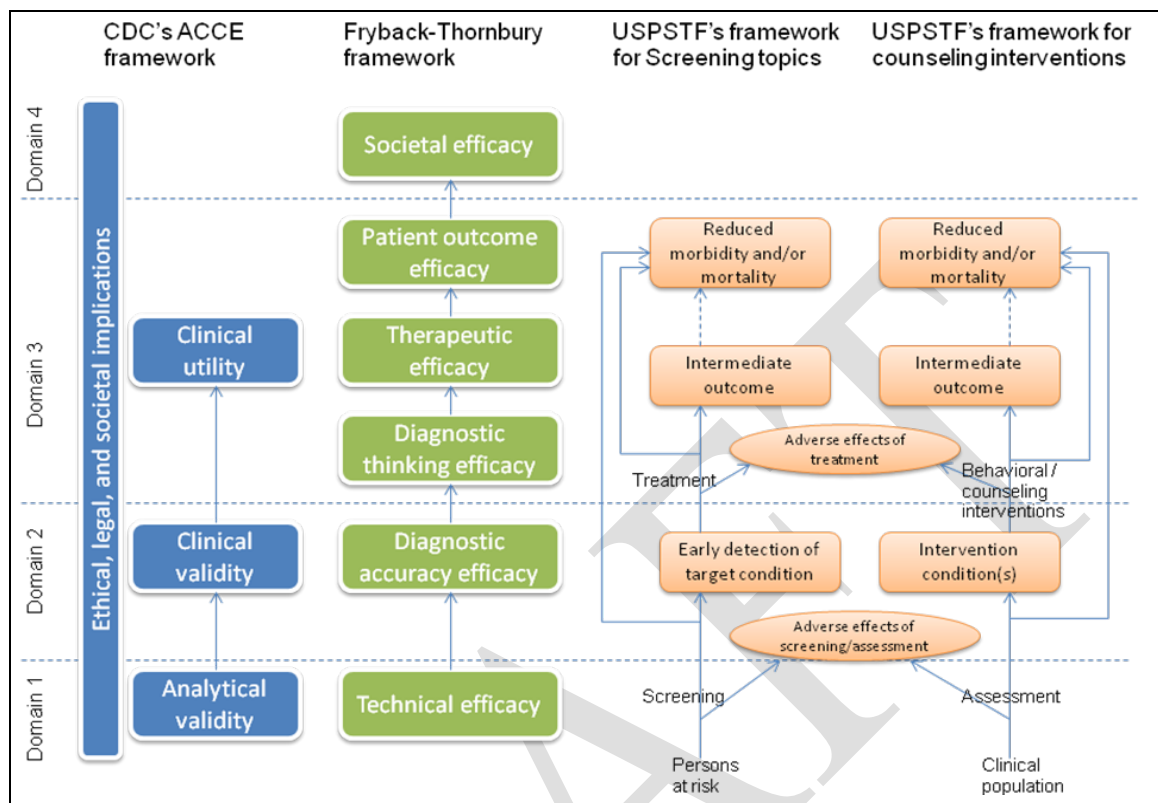 CDC's ACCE
framework
Fryback-Thornbury
framework
USPSTF's framework
for Screening topics
USPSTF's framework for
counseling interventions
Domain 4
Domain 3
Domain 2
Domain 1
Ethical, legal, and societal implications
Clinical
utility
Clinical
validity
Analytical
validity
Societal efficacy
Patient outcome
efficacy
Therapeutic
efficacy
Diagnostic
thinking efficacy
Diagnostic
accuracy efficacy
Technical efficacy
Reduced
morbidity and/or
mortality
Reduced
morbidity and/or
mortality
Intermediate
outcome
Intermediate
outcome
Adverse effects of
treatment
Treatment
Behavioral /
counseling
interventions
Early detection of
target condition
Intervention
condition(s)
Adverse effects of
screening/assessment
Screening
Assessment
Persons
at risk
Clinical
population